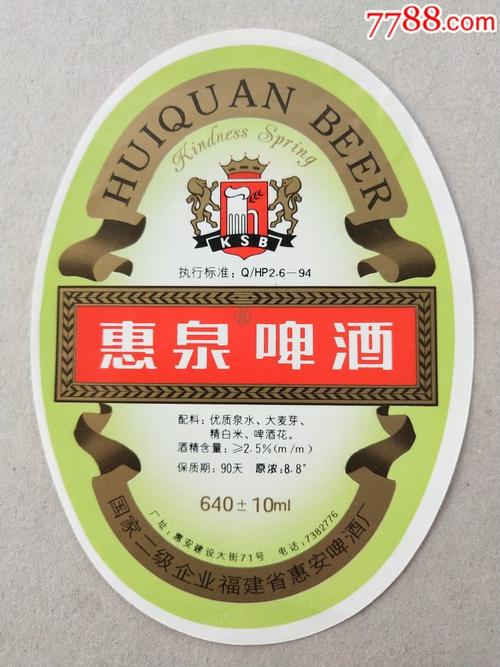 7788.com
HUIQUAN BEER
Kindness Spring
KSB
执行标准: Q/HP2·6—94
惠泉®啤酒
配料: 优质泉水、大麦芽、
精白米、啤酒花。
酒精含量: ≥2·5%(m/m)
保质期: 90天 原浓:8·8°
640±10ml
厂址: 惠安建设大街71号 电话: 7382776
国家二级企业福建省惠安啤酒厂